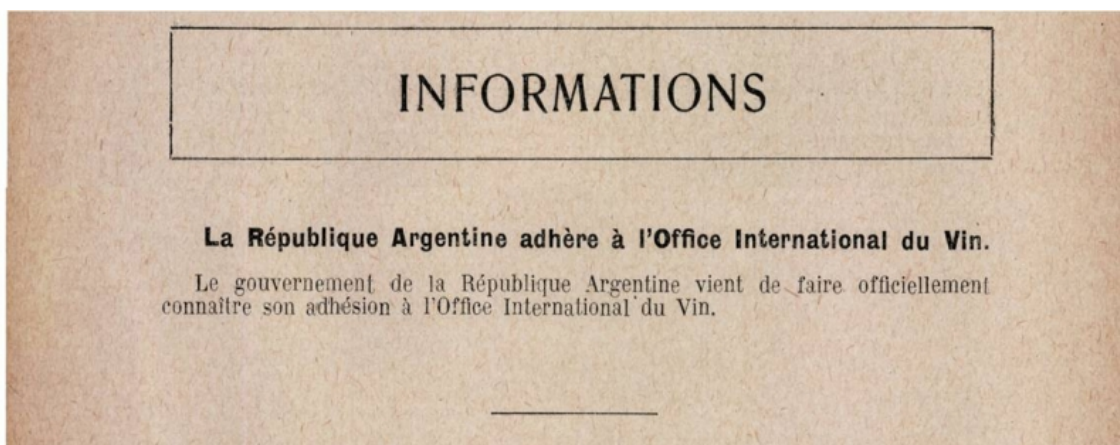 INFORMATIONS
La République Argentine adhère à l'Office International du Vin.
Le gouvernement de la République Argentine vient de faire officiellement
connaître son adhésion à l'Office International du Vin.